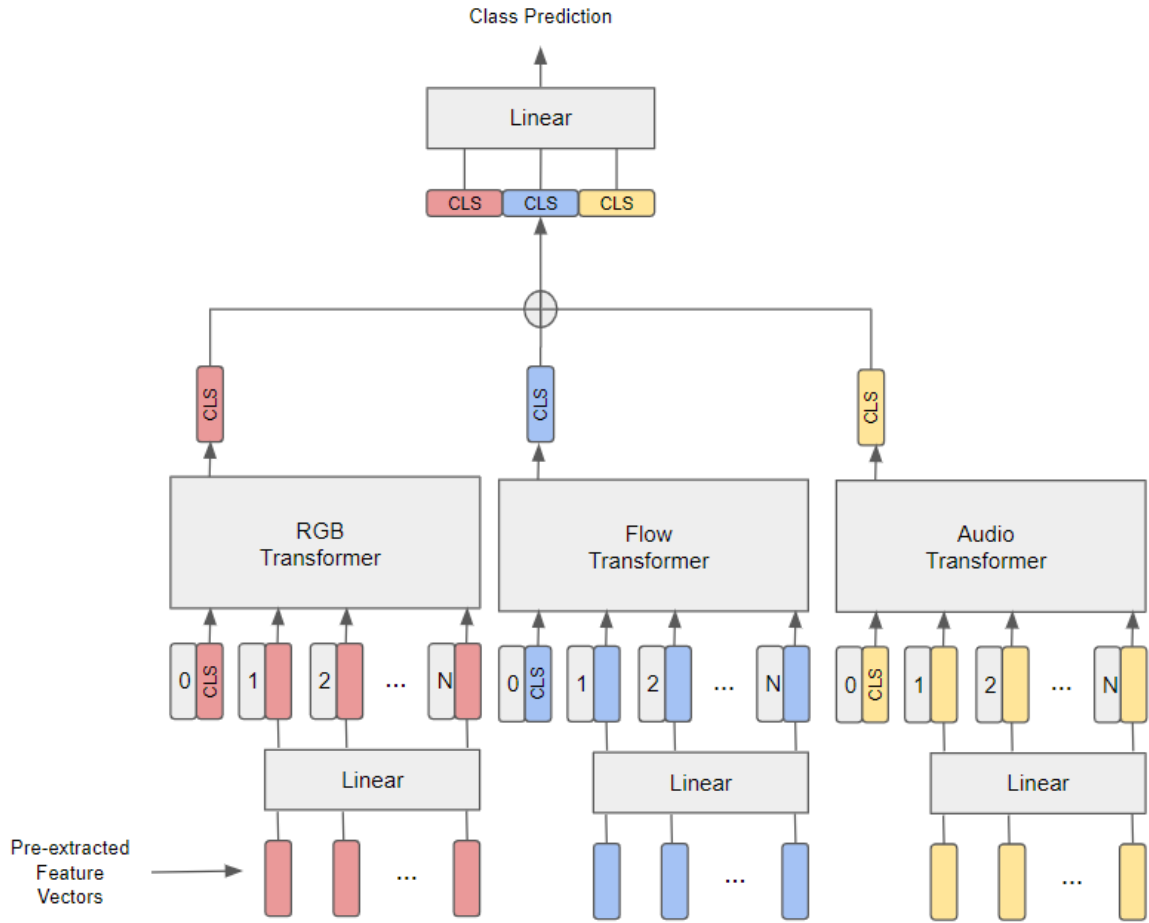 Class Prediction
Linear
CLS CLS CLS
CLS CLS CLS
RGB
Transformer
Flow
Transformer
Audio
Transformer
0 CLS 1 2 ... N
0 CLS 1 2 ... N
0 CLS 1 2 ... N
Linear
Linear
Linear
Pre-extracted
Feature
Vectors
...
...
...